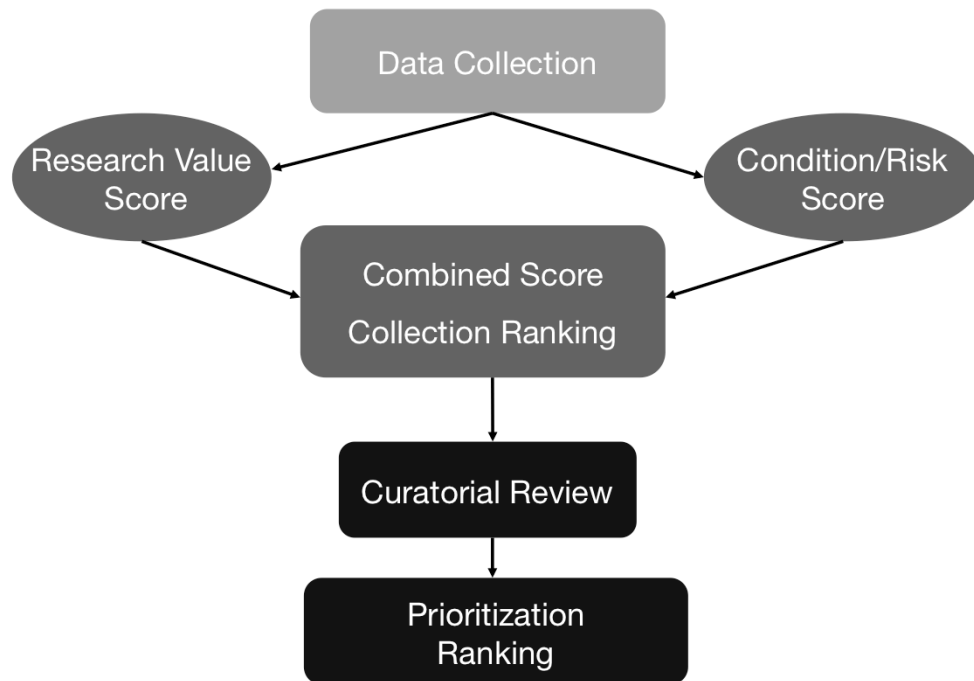 Data Collection
Research Value
Score
Condition/Risk
Score
Combined Score
Collection Ranking
Curatorial Review
Prioritization
Ranking